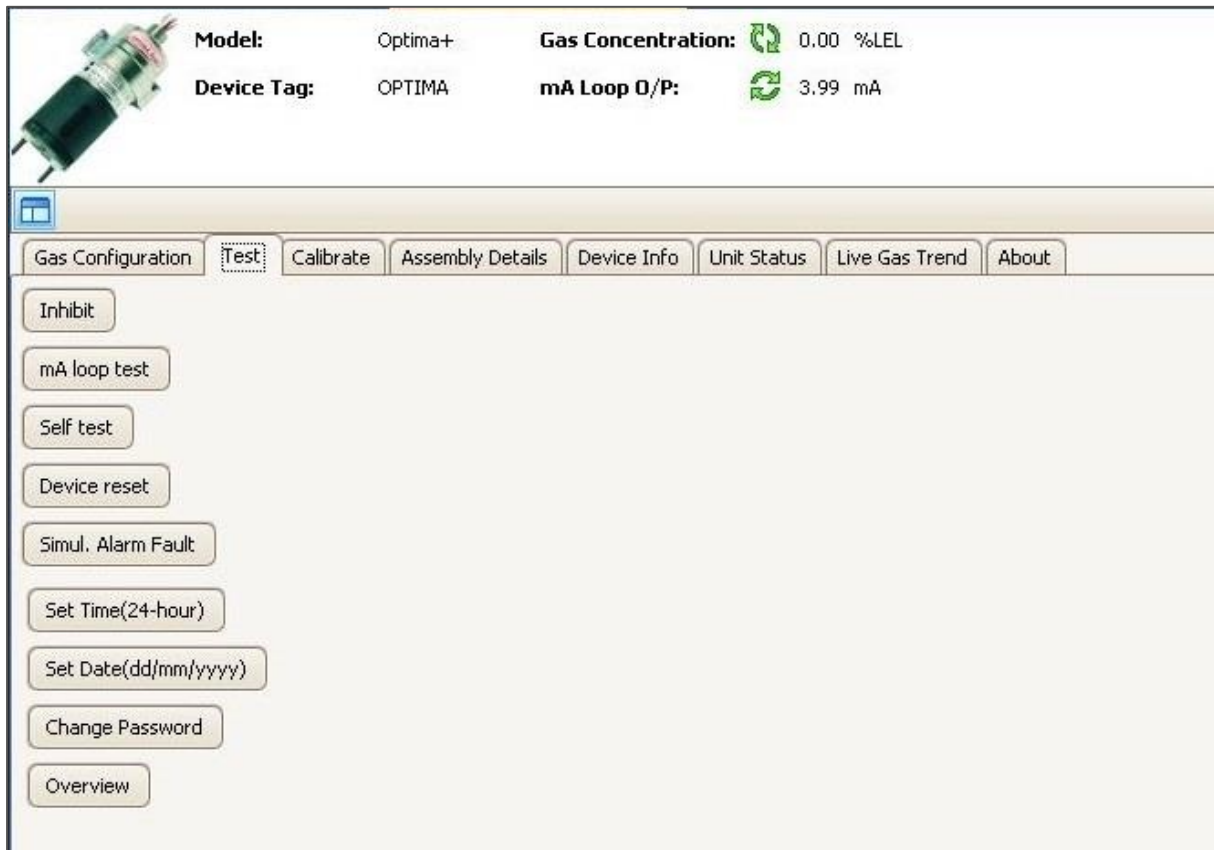 Model: Optima+ Gas Concentration: 0.00 %LEL
Device Tag: OPTIMA mA Loop O/P: 3.99 mA
Gas Configuration Test Calibrate Assembly Details Device Info Unit Status Live Gas Trend About
Inhibit
mA loop test
Self test
Device reset
Simul. Alarm Fault
Set Time(24-hour)
Set Date(dd/mm/yyyy)
Change Password
Overview